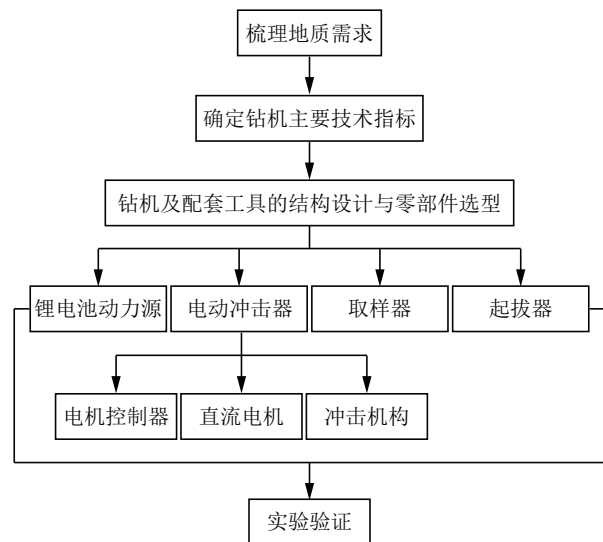 梳理地质需求
确定钻机主要技术指标
钻机及配套工具的结构设计与零部件选型
锂电池动力源
电动冲击器
取样器
起拔器
电机控制器
直流电机
冲击机构
实验验证